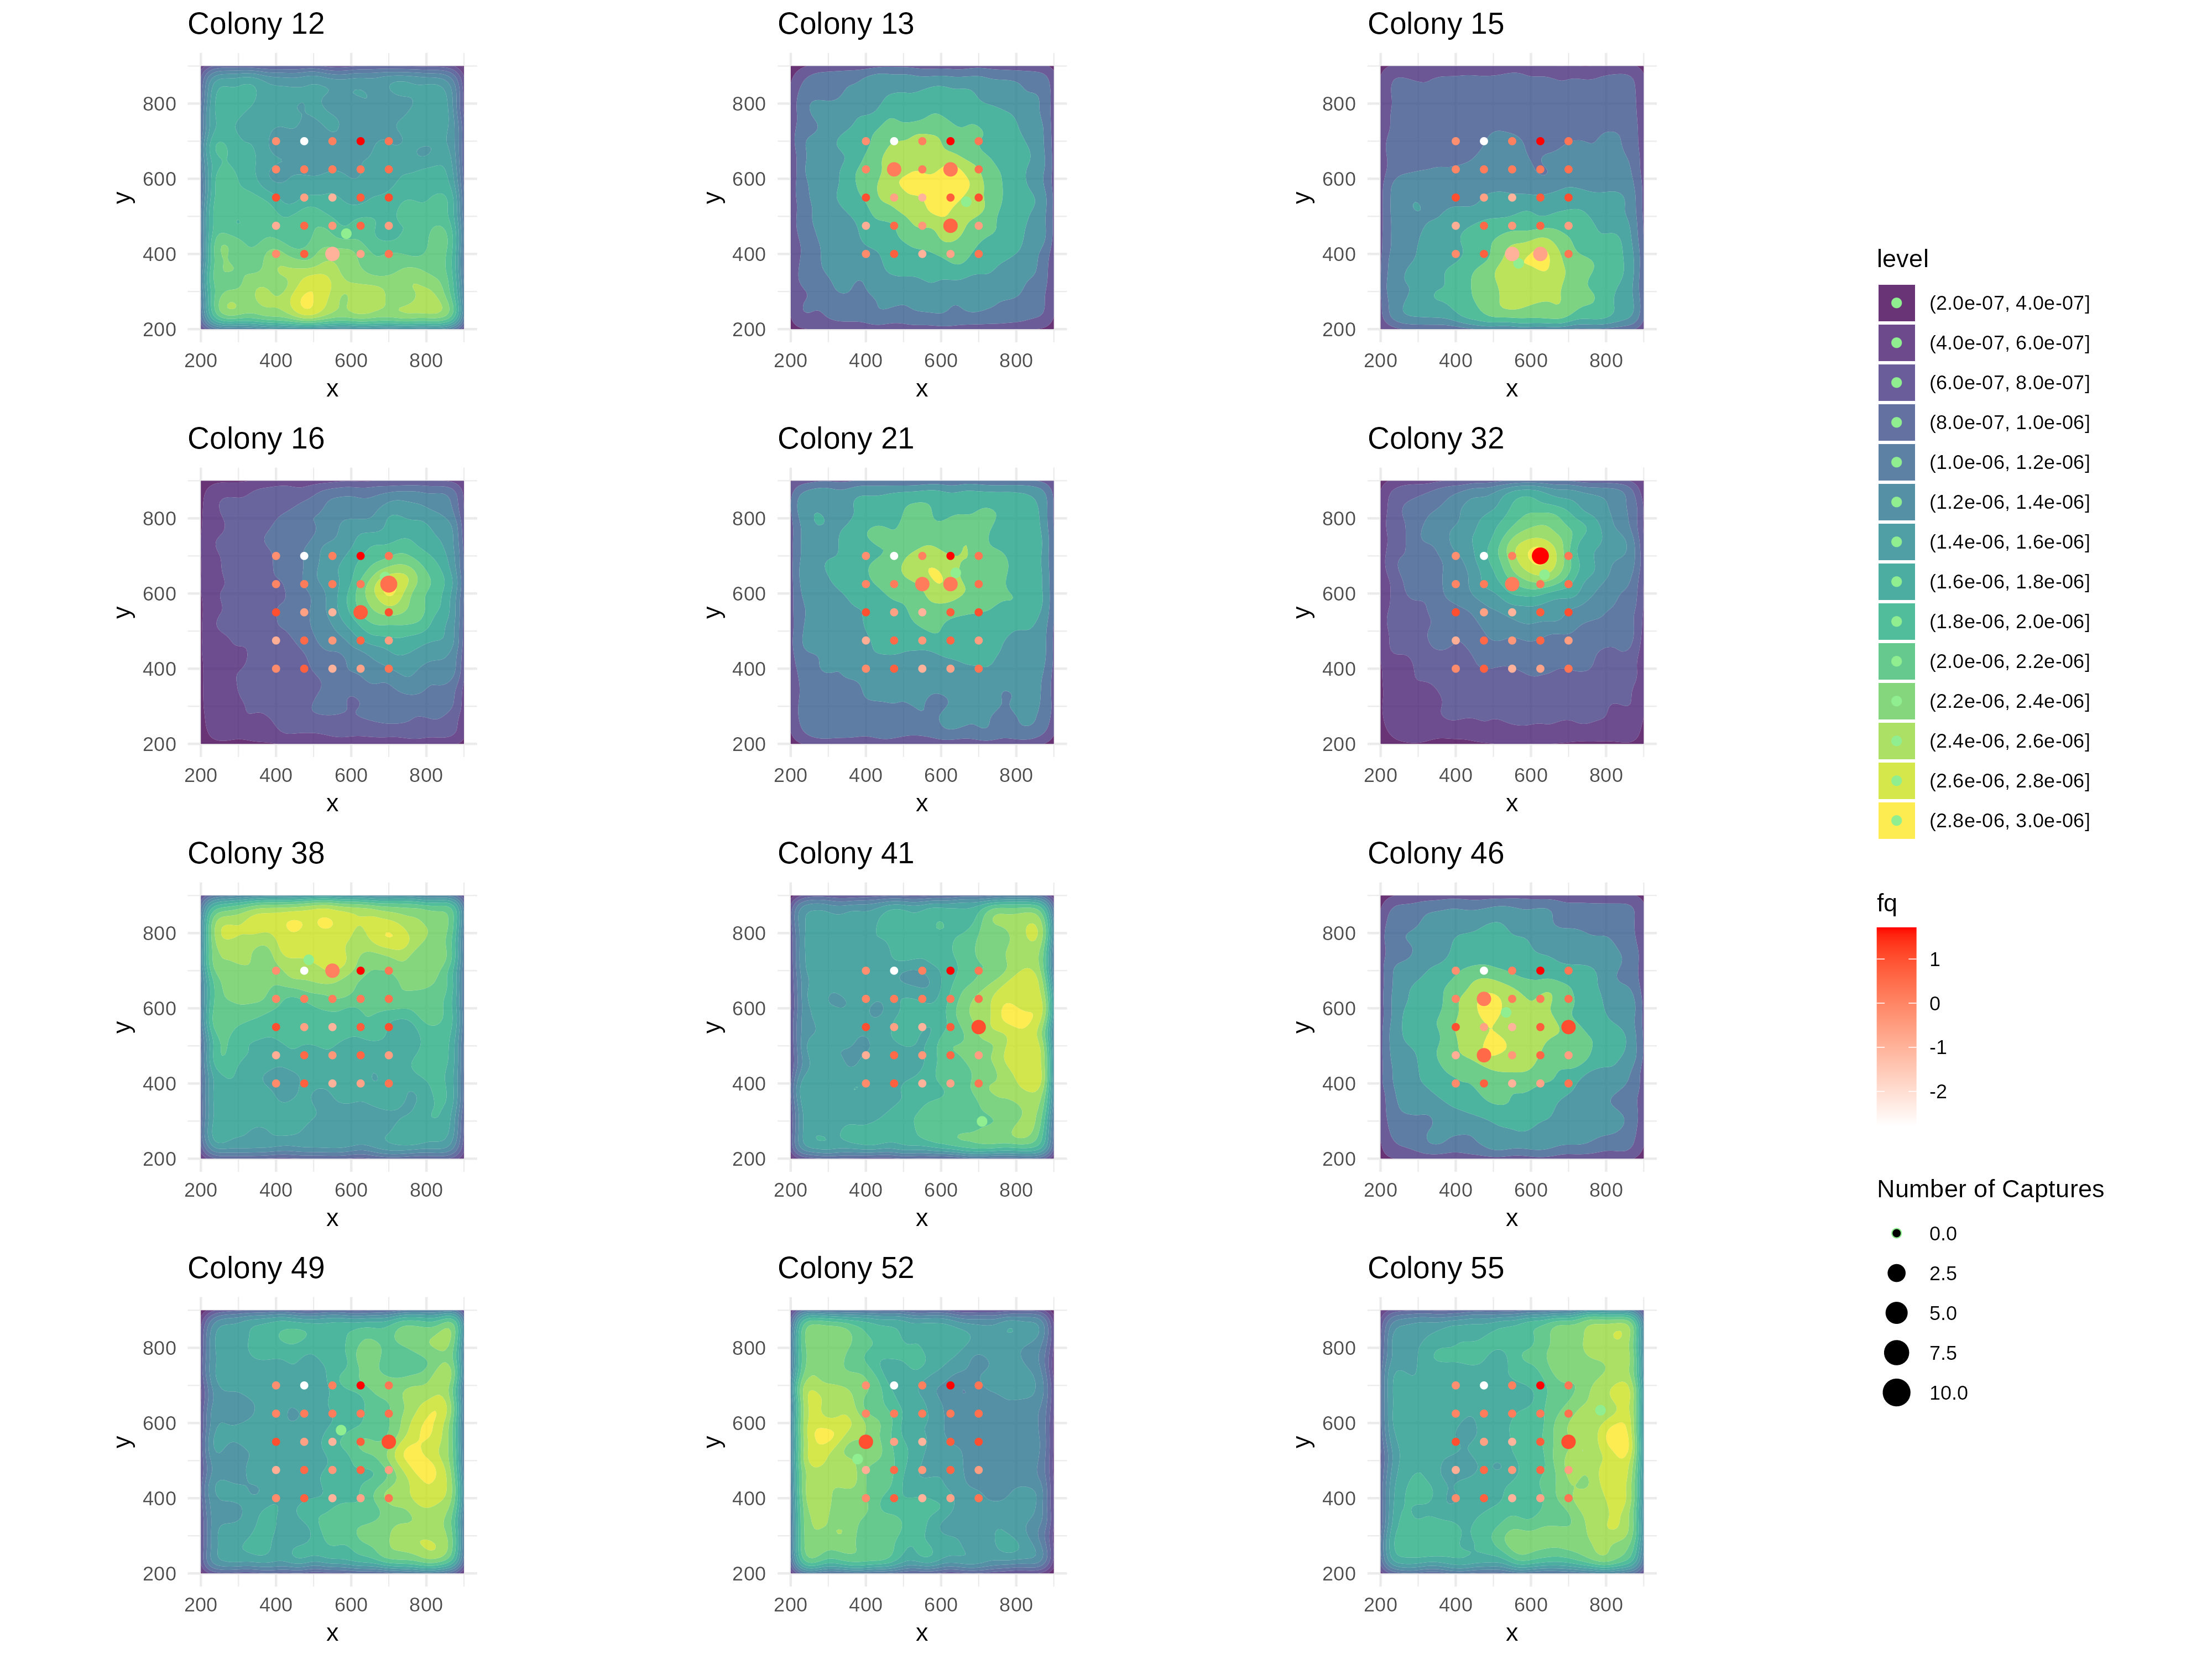 Colony 12
Colony 13
Colony 15
y
800
600
400
200
200 400 600 800
x
y
800
600
400
200
200 400 600 800
x
y
800
600
400
200
200 400 600 800
x
Colony 16
Colony 21
Colony 32
y
800
600
400
200
200 400 600 800
x
y
800
600
400
200
200 400 600 800
x
y
800
600
400
200
200 400 600 800
x
Colony 38
Colony 41
Colony 46
y
800
600
400
200
200 400 600 800
x
y
800
600
400
200
200 400 600 800
x
y
800
600
400
200
200 400 600 800
x
Colony 49
Colony 52
Colony 55
y
800
600
400
200
200 400 600 800
x
y
800
600
400
200
200 400 600 800
x
y
800
600
400
200
200 400 600 800
x
level
(2.0e-07, 4.0e-07]
(4.0e-07, 6.0e-07]
(6.0e-07, 8.0e-07]
(8.0e-07, 1.0e-06]
(1.0e-06, 1.2e-06]
(1.2e-06, 1.4e-06]
(1.4e-06, 1.6e-06]
(1.6e-06, 1.8e-06]
(1.8e-06, 2.0e-06]
(2.0e-06, 2.2e-06]
(2.2e-06, 2.4e-06]
(2.4e-06, 2.6e-06]
(2.6e-06, 2.8e-06]
(2.8e-06, 3.0e-06]
fq
1
0
-1
-2
Number of Captures
0.0
2.5
5.0
7.5
10.0